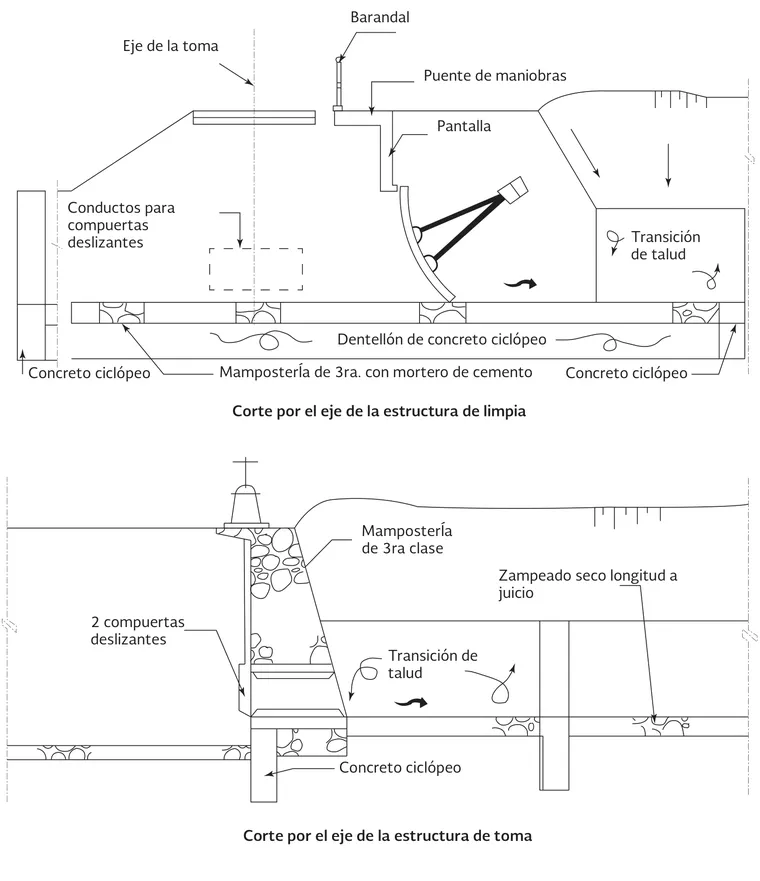 Barandal
Eje de la toma
Puente de maniobras
Pantalla
Conductos para
compuertas
deslizantes
Transición
de talud
Dentellón de concreto ciclópeo
Concreto ciclópeo
Mampostería de 3ra. con mortero de cemento
Concreto ciclópeo
Corte por el eje de la estructura de limpia
Mampostería
de 3ra clase
Zampeado seco longitud a
juicio
2 compuertas
deslizantes
Transición de
talud
Concreto ciclópeo
Corte por el eje de la estructura de toma